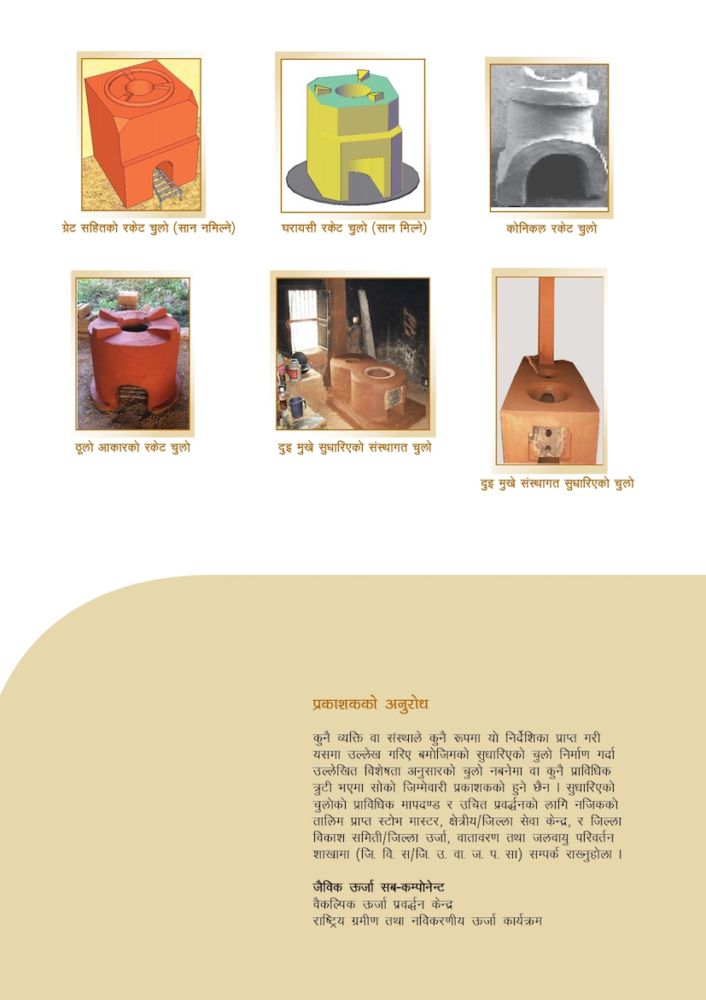 ग्रेट सहितको रकेट चुलो (सान नमिल्ने)
घरायसी रकेट चुलो (सान मिल्ने)
कोनिकल रकेट चुलो
ठूलो आकारको रकेट चुलो
दुइ मुखे सुधारिएको संस्थागत चुलो
दुइ मुखे संस्थागत सुधारिएको चुलो
प्रकाशकको अनुरोध
कुनै व्यक्ति वा संस्थाले कुनै रूपमा यो निर्देशिका प्राप्त गरी
यसमा उल्लेख गरिए बमोजिमको सुधारिएको चुलो निर्माण गर्दा
उल्लेखित विशेषता अनुसारको चुलो नबनेमा वा कुनै प्राविधिक
त्रुटी भएमा सोको जिम्मेवारी प्रकाशकको हुने छैन । सुधारिएको
चुलोको प्राविधिक मापदण्ड र उचित प्रवर्द्धनको लागि नजिकको
तालिम प्राप्त स्टोभ मास्टर, क्षेत्रीय/जिल्ला सेवा केन्द्र, र जिल्ला
विकाश समिती/जिल्ला उर्जा, वातावरण तथा जलवायु परिवर्तन
शाखामा (जि. वि. स/जि. उ. वा. ज. प. सा) सम्पर्क राख्नुहोला ।
जैविक ऊर्जा सब-कम्पोनेन्ट
वैकल्पिक ऊर्जा प्रवर्द्धन केन्द्र
राष्ट्रिय ग्रमीण तथा नविकरणीय ऊर्जा कार्यक्रम